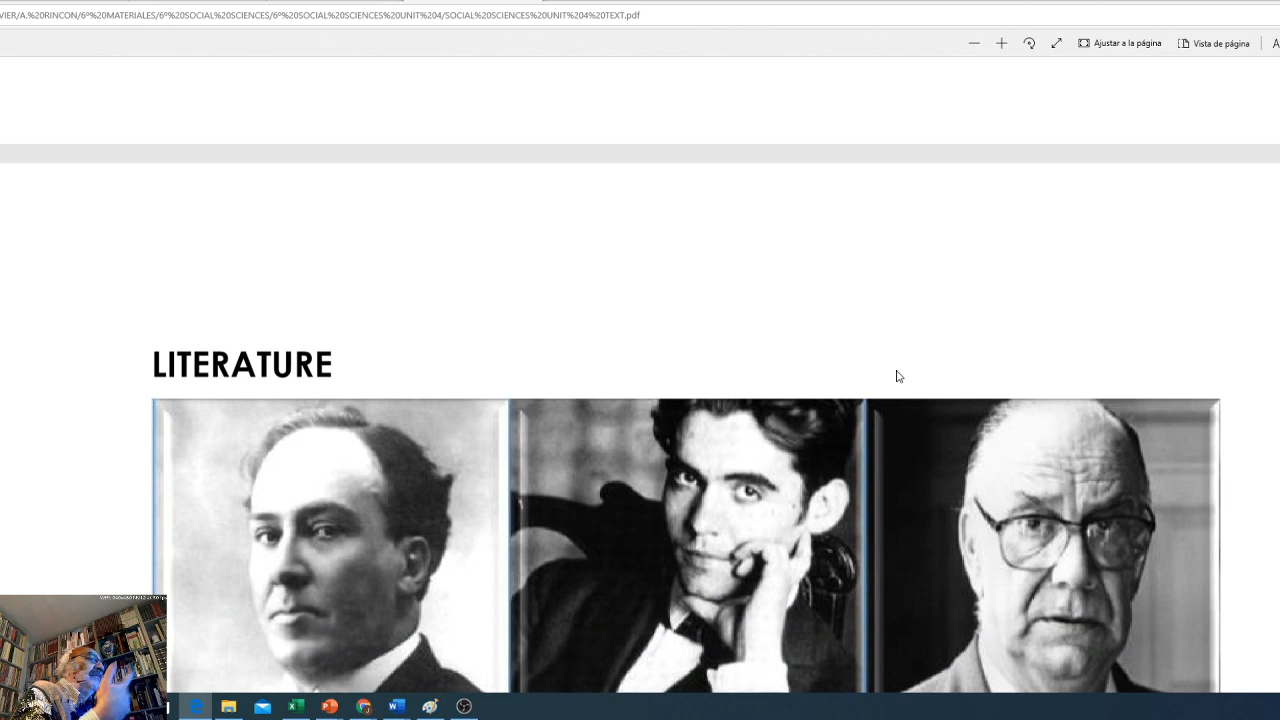 VIER/A.%20RINCON/6º%20MATERIALES/6º%20SOCIAL%20SCIENCES/6º%20SOCIAL%20SCIENCES%20UNIT%204/SOCIAL%20SCIENCES%20UNIT%204%20TEXT.pdf
Ajustar a la página
Vista de página
A
LITERATURE